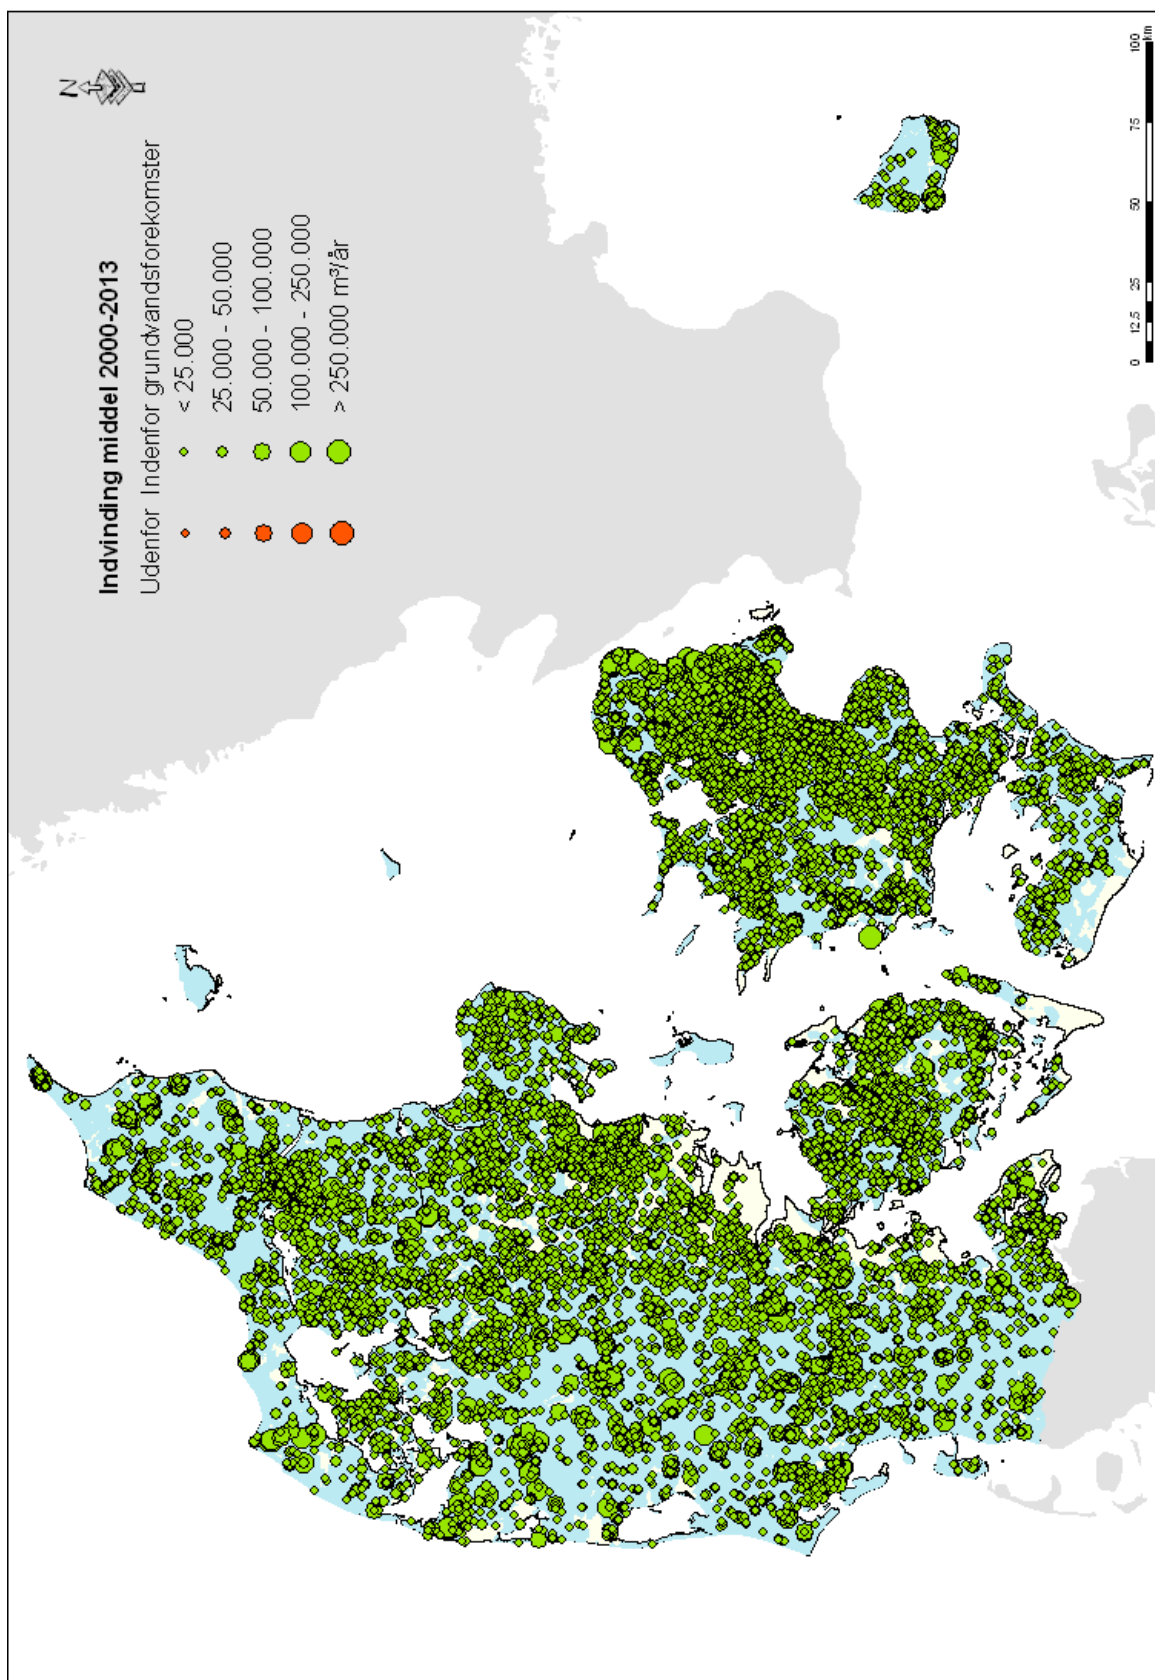 N
Indvinding middel 2000-2013
Udenfor Indenfor grundvandsforekomster
< 25.000
25.000 - 50.000
50.000 - 100.000
100.000 - 250.000
> 250.000 m³/år
0 12,5 25 50 75 100
km